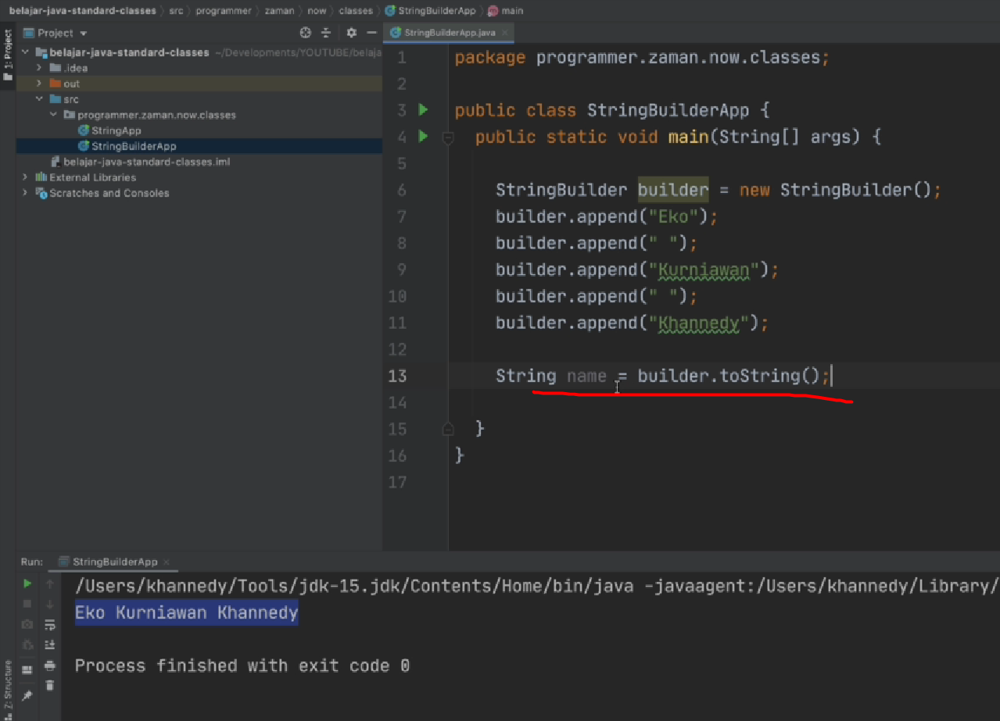 belajar-java-standard-classes src programmer zaman now classes StringBuilderApp main
1: Project
Project
StringBuilderApp.java
belajar-java-standard-classes ~/Developments/YOUTUBE/belaja
.idea
out
src
programmer.zaman.now.classes
StringApp
StringBuilderApp
belajar-java-standard-classes.iml
External Libraries
Scratches and Consoles
1 package programmer.zaman.now.classes;
2
3 public class StringBuilderApp {
4 public static void main(String[] args) {
5
6 StringBuilder builder = new StringBuilder();
7 builder.append("Eko");
8 builder.append(" ");
9 builder.append("Kurniawan");
10 builder.append(" ");
11 builder.append("Khannedy");
12
13 String name = builder.toString();
14
15 }
16 }
17
Run: StringBuilderApp
/Users/khannedy/Tools/jdk-15.jdk/Contents/Home/bin/java -javaagent:/Users/khannedy/Library/
Eko Kurniawan Khannedy
Process finished with exit code 0
Z: Structure